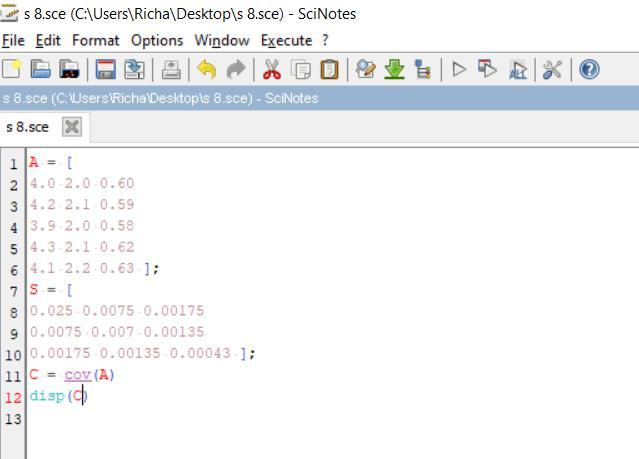 s 8.sce (C:\Users\Richa\Desktop\s 8.sce) - SciNotes
File Edit Format Options Window Execute ?
s 8.sce (C:\Users\Richa\Desktop\s 8.sce) - SciNotes
s 8.sce
1 A = [
2 4.0 2.0 0.60
3 4.2 2.1 0.59
4 3.9 2.0 0.58
5 4.3 2.1 0.62
6 4.1 2.2 0.63 ];
7 S = [
8 0.025 0.0075 0.00175
9 0.0075 0.007 0.00135
10 0.00175 0.00135 0.00043 ];
11 C = cov(A)
12 disp(C)
13